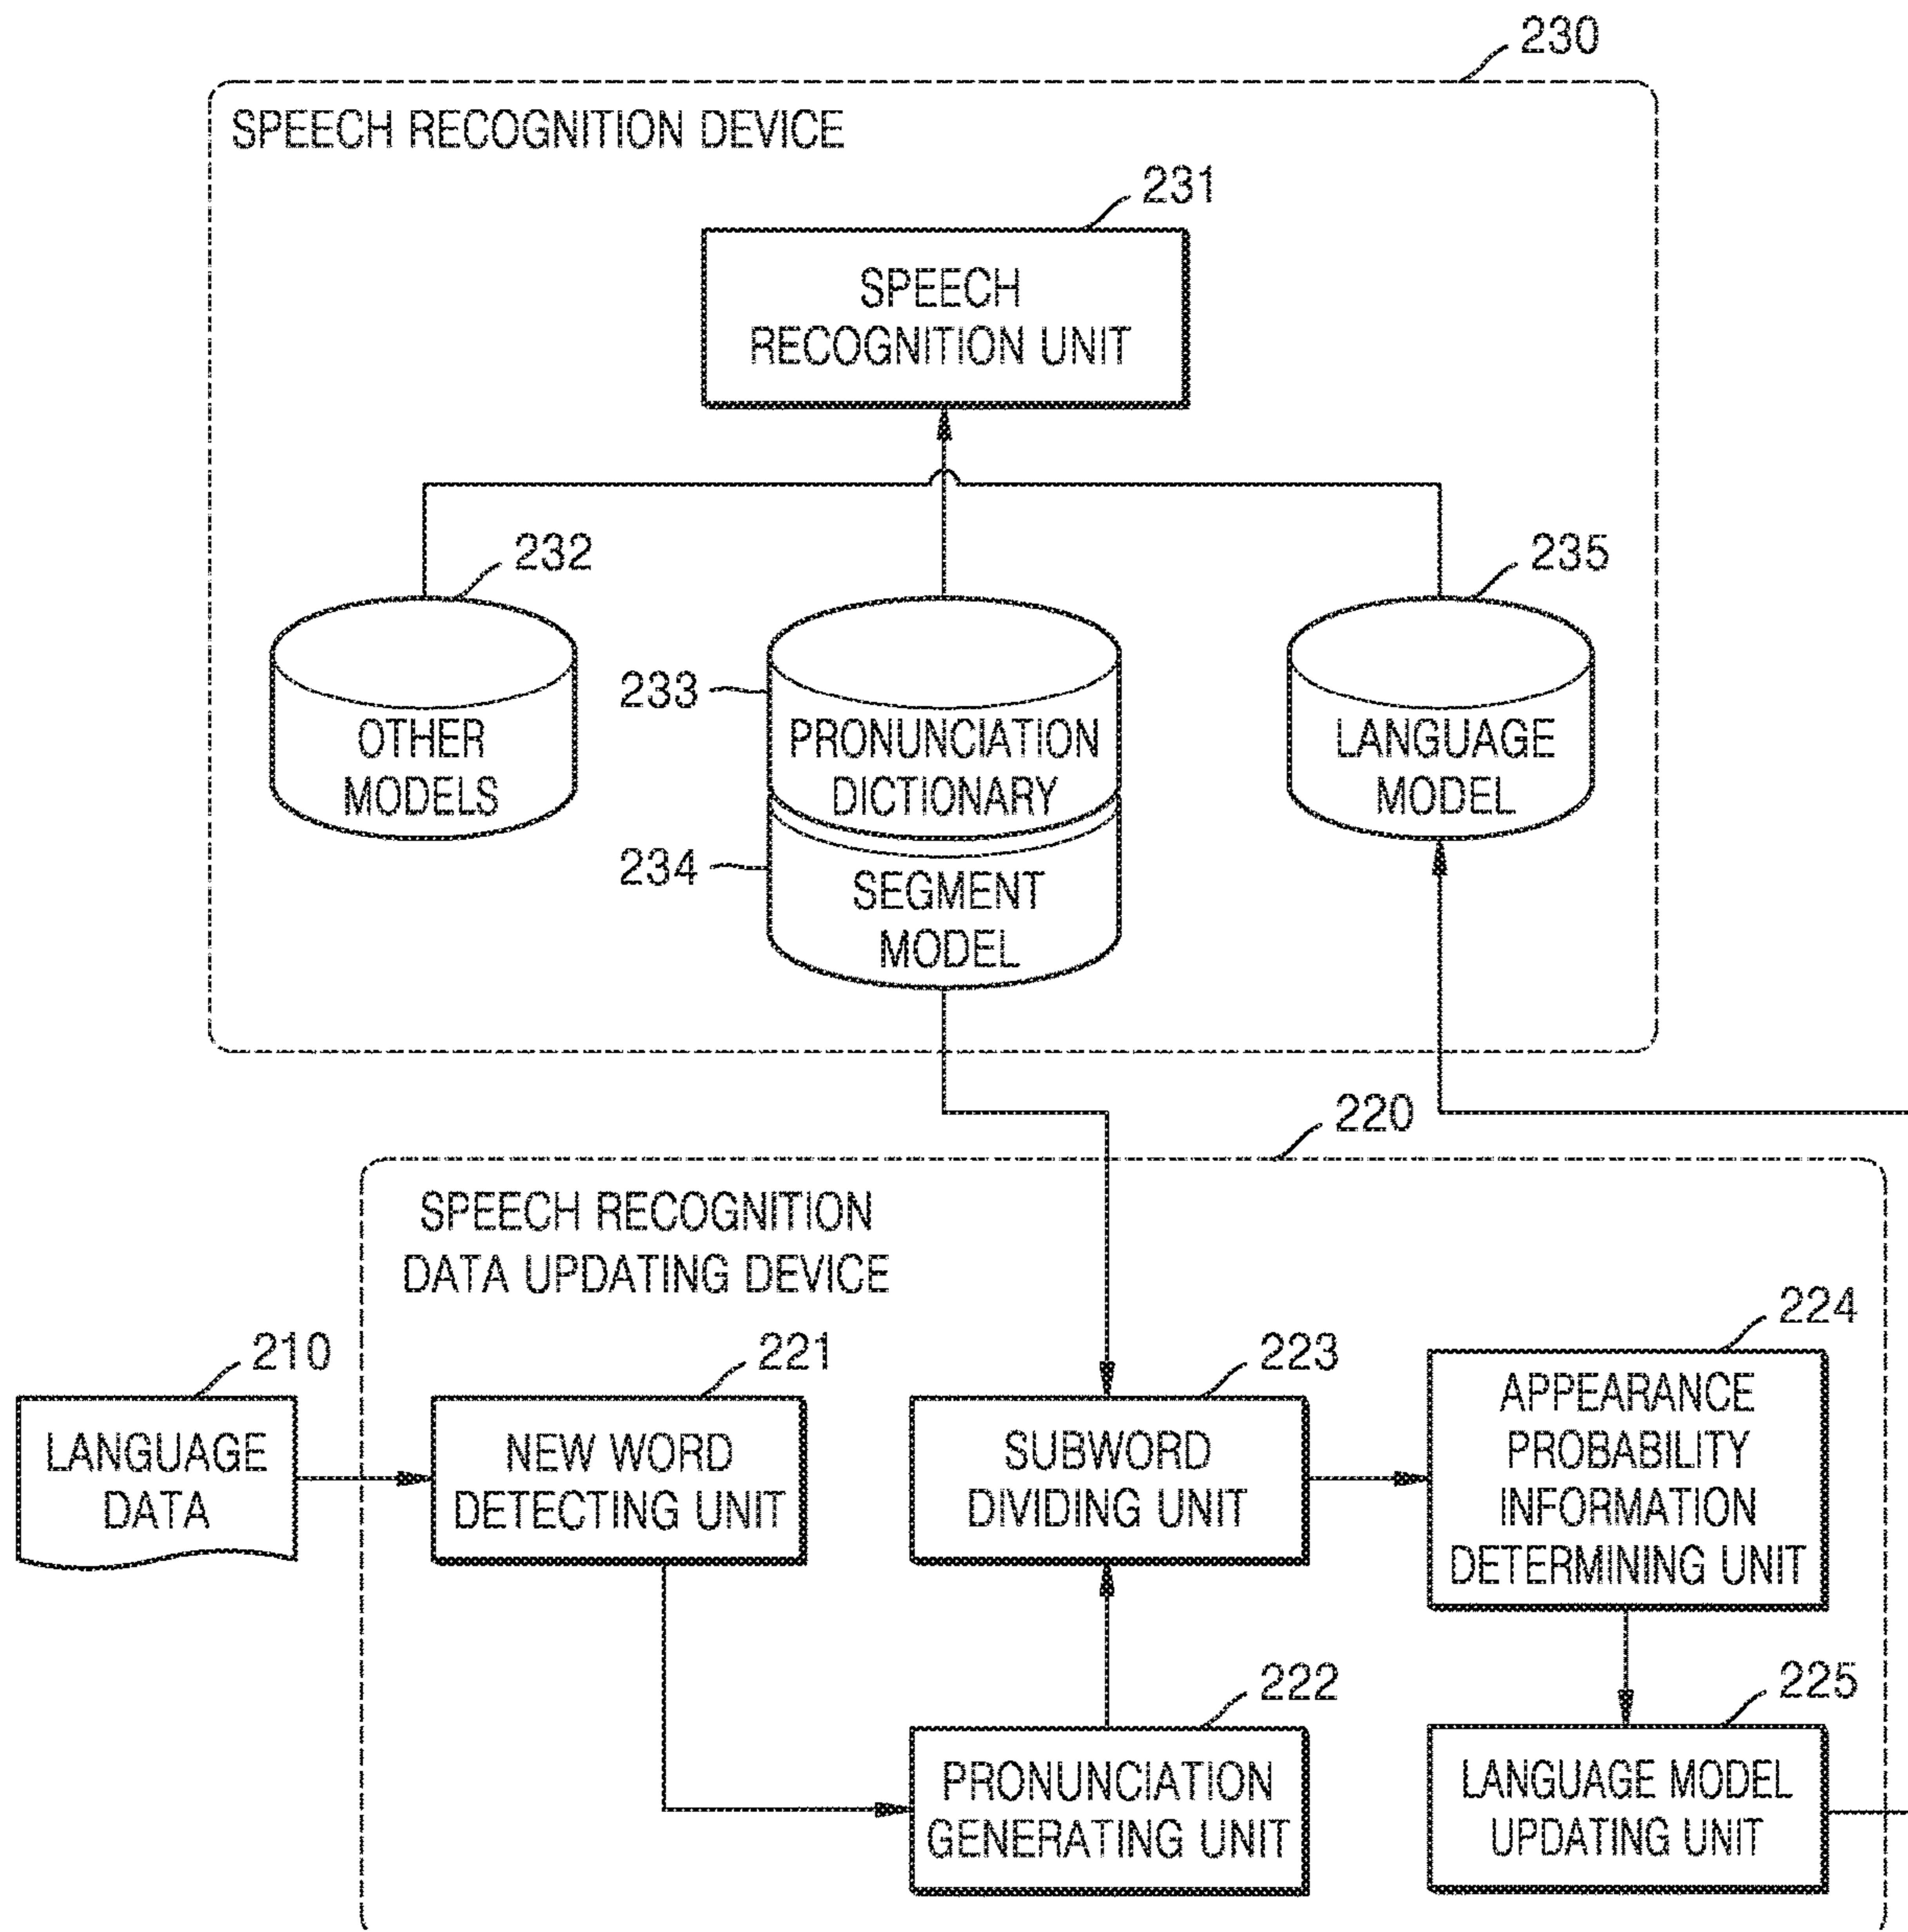 230
SPEECH RECOGNITION DEVICE
231
SPEECH
RECOGNITION UNIT
232
235
233
OTHER
MODELS
PRONUNCIATION
DICTIONARY
LANGUAGE
MODEL
234
SEGMENT
MODEL
220
SPEECH RECOGNITION
DATA UPDATING DEVICE
210
221
223
224
LANGUAGE
DATA
NEW WORD
DETECTING UNIT
SUBWORD
DIVIDING UNIT
APPEARANCE
PROBABILITY
INFORMATION
DETERMINING UNIT
222
225
PRONUNCIATION
GENERATING UNIT
LANGUAGE MODEL
UPDATING UNIT